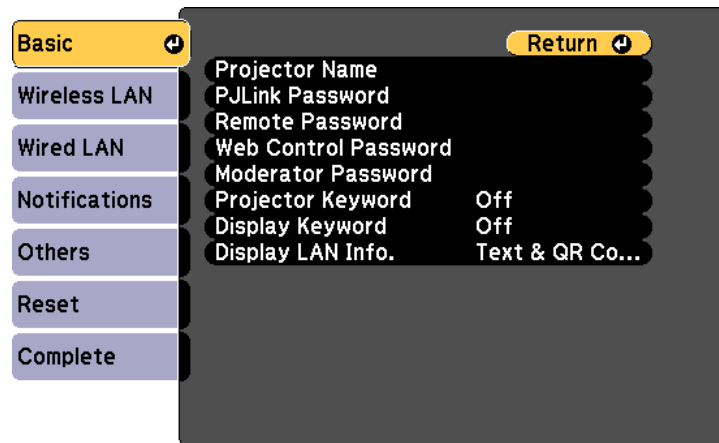 Basic
Wireless LAN
Wired LAN
Notifications
Others
Reset
Complete
Return
Projector Name
PJLink Password
Remote Password
Web Control Password
Moderator Password
Projector Keyword Off
Display Keyword Off
Display LAN Info. Text & QR Co...